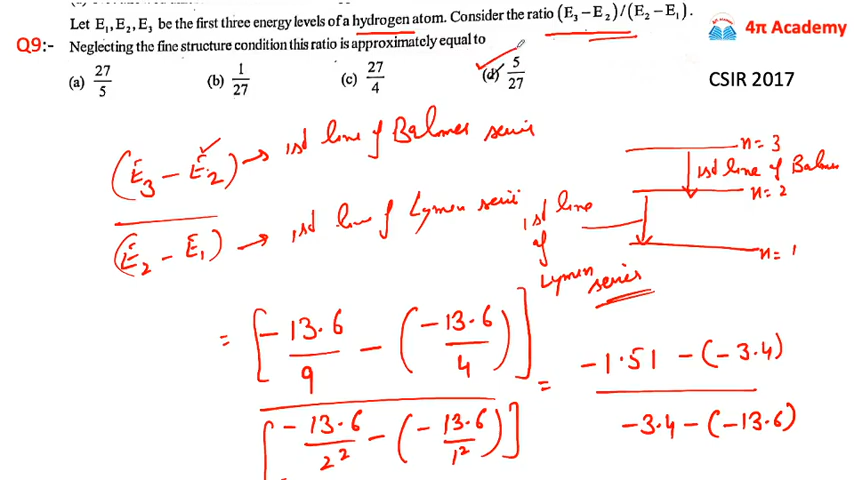 Let E₁, E₂, E₃ be the first three energy levels of a hydrogen atom. Consider the ratio (E₃ – E₂)/(E₂ – E₁).
4π Academy
Q9:- Neglecting the fine structure condition this ratio is approximately equal to
(a) 27/5 (b) 1/27 (c) 27/4 (d) 5/27
CSIR 2017
(E₃ – E₂) → 1st line of Balmer series
(E₂ – E₁) → 1st line of Lymen series
n = 3
1st line of Balmer
n = 2
1st line
of
Lymen
series
n = 1
= [-13.6/9 – (-13.6/4)] / [-13.6/2² – (-13.6/1²)] = -1.51 – (-3.4) / -3.4 – (-13.6)